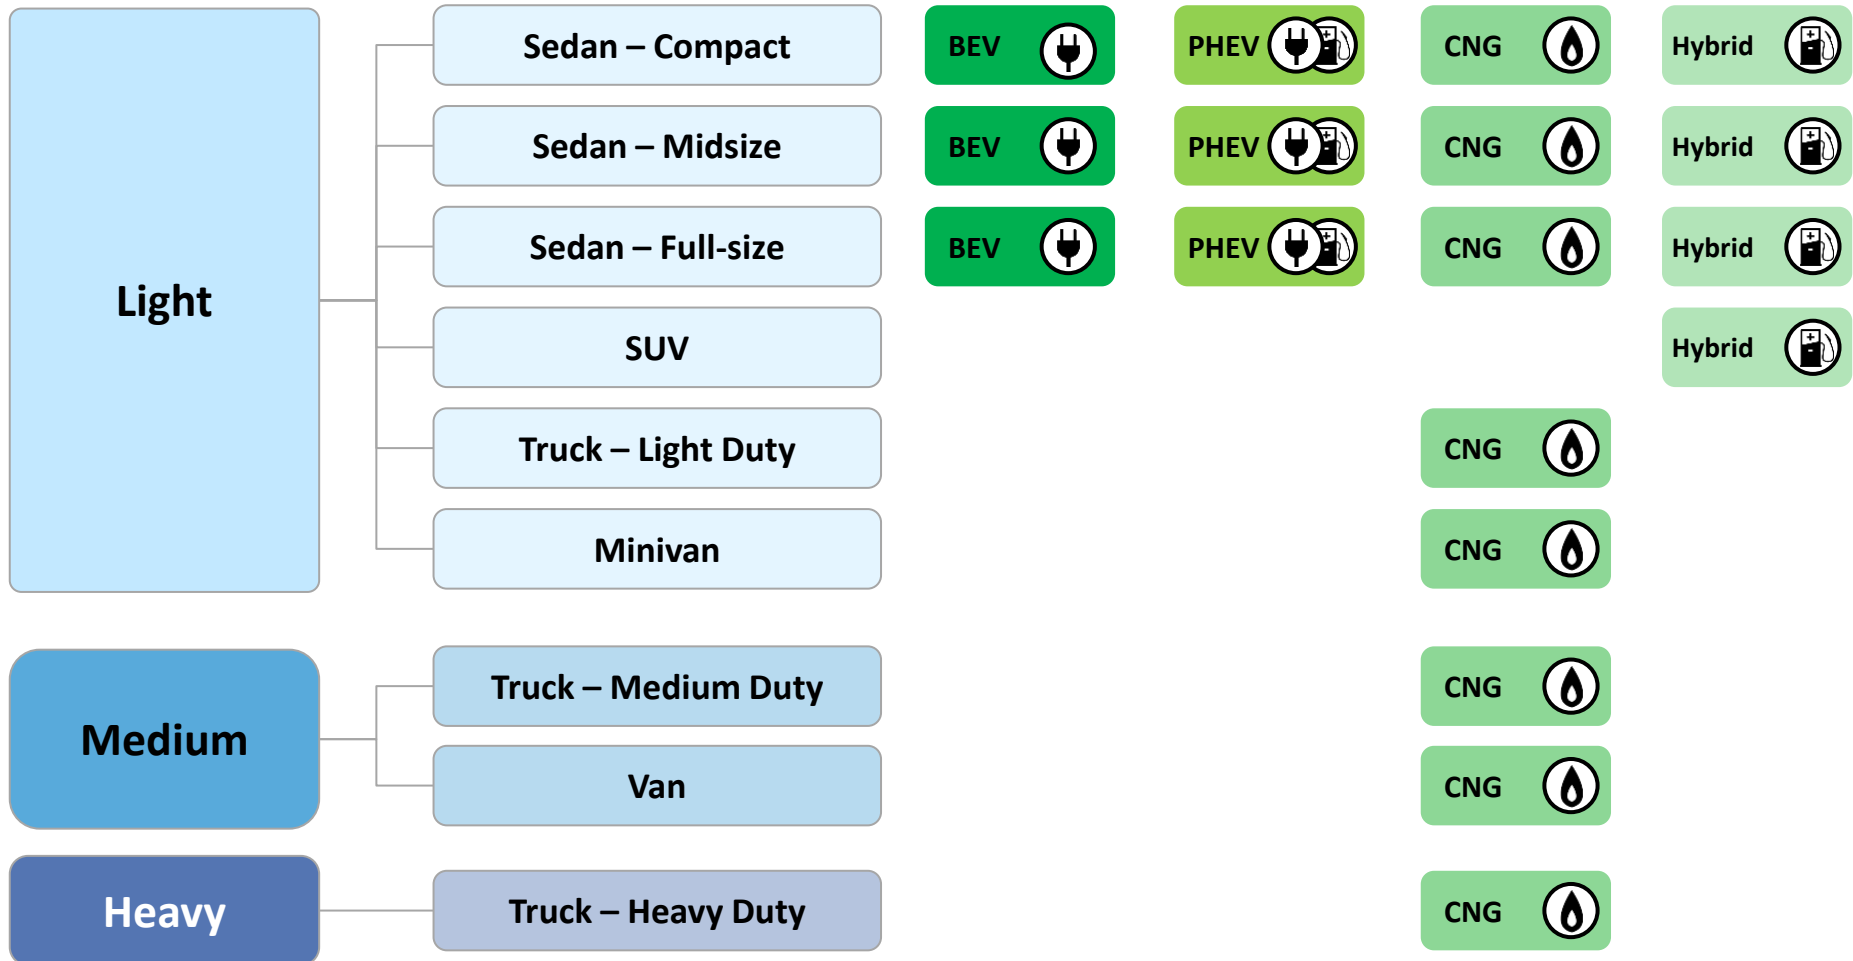 Light
Sedan – Compact
BEV
PHEV
CNG
Hybrid
Sedan – Midsize
BEV
PHEV
CNG
Hybrid
Sedan – Full-size
BEV
PHEV
CNG
Hybrid
SUV
Hybrid
Truck – Light Duty
CNG
Minivan
CNG
Medium
Truck – Medium Duty
CNG
Van
CNG
Heavy
Truck – Heavy Duty
CNG